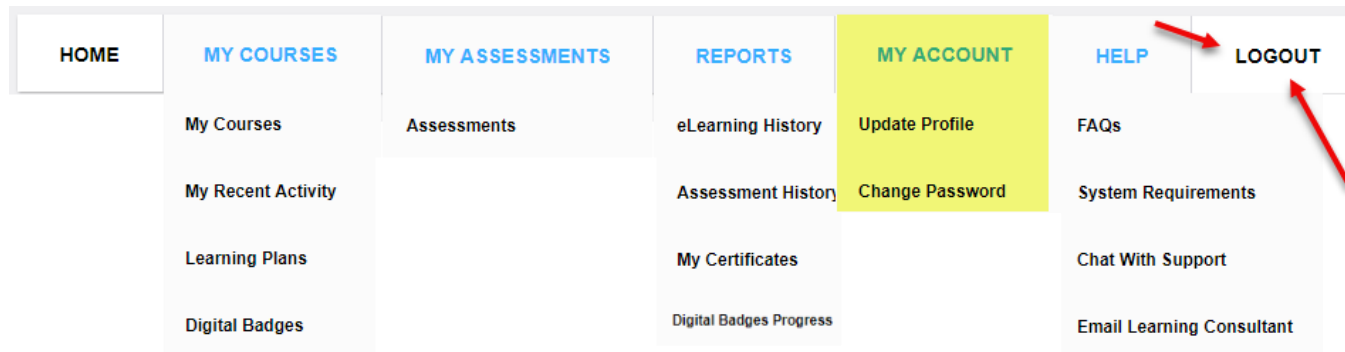 HOME MY COURSES MY ASSESSMENTS REPORTS MY ACCOUNT HELP LOGOUT
My Courses Assessments eLearning History Update Profile FAQs
My Recent Activity Assessment History Change Password System Requirements
Learning Plans My Certificates Chat With Support
Digital Badges Digital Badges Progress Email Learning Consultant